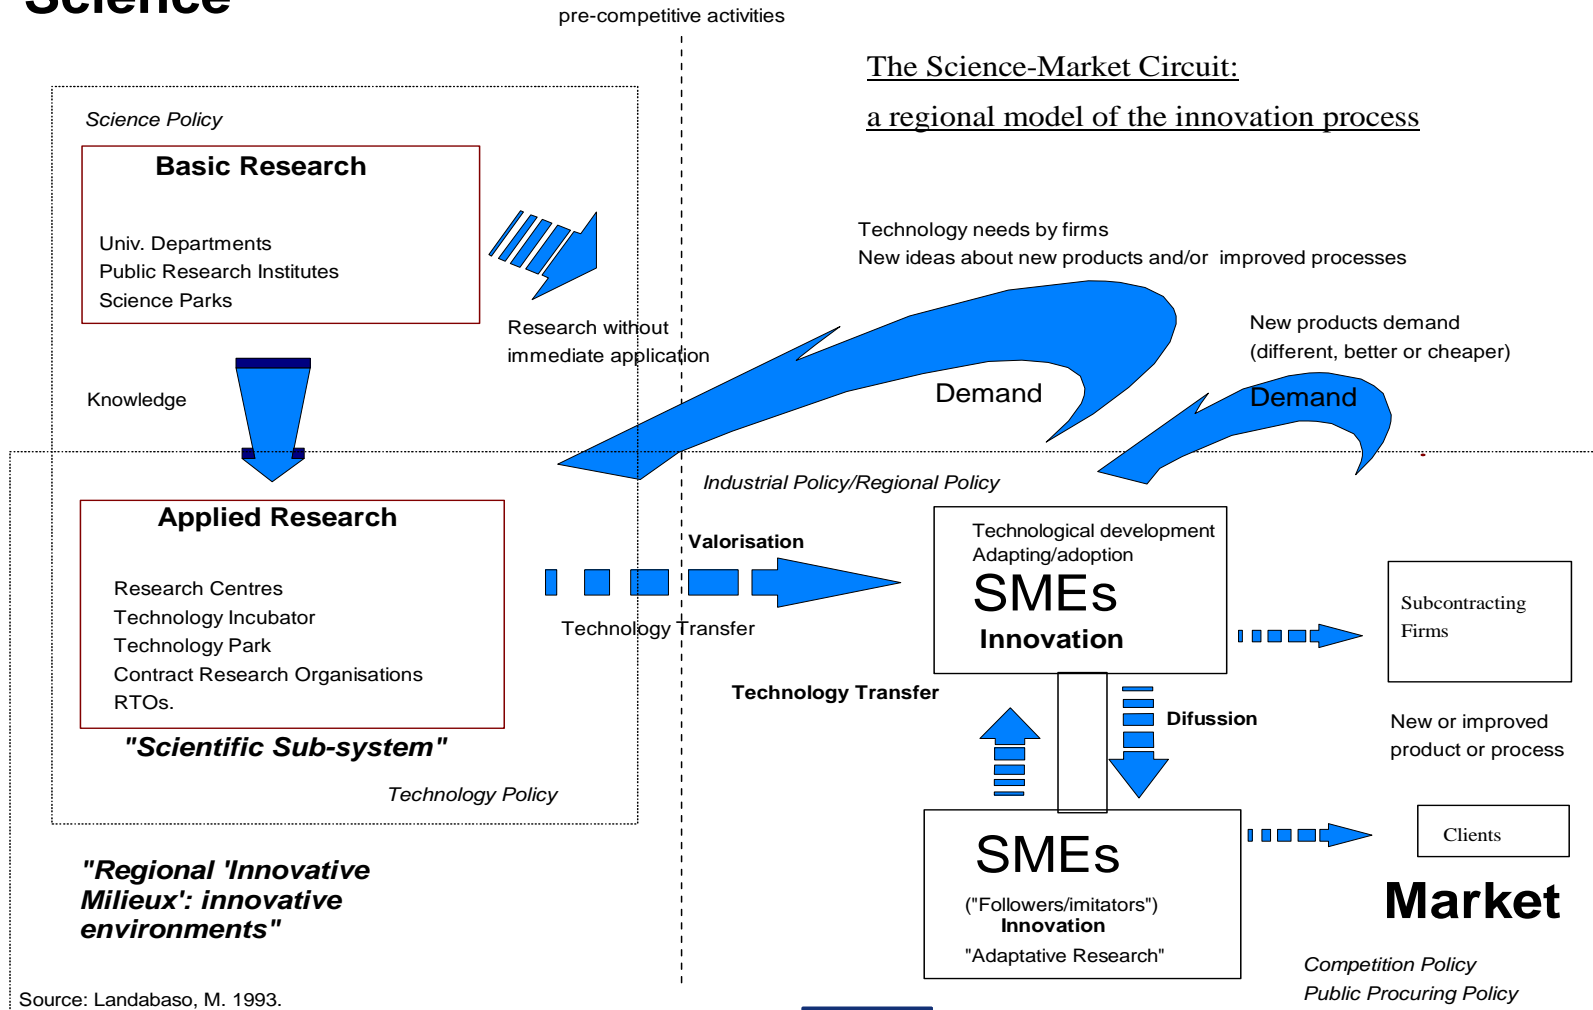 Science
pre-competitive activities
The Science-Market Circuit:
a regional model of the innovation process
Science Policy
Basic Research
Univ. Departments
Public Research Institutes
Science Parks
Research without
immediate application
Knowledge
Technology needs by firms
New ideas about new products and/or improved processes
Demand
New products demand
(different, better or cheaper)
Demand
Industrial Policy/Regional Policy
Applied Research
Research Centres
Technology Incubator
Technology Park
Contract Research Organisations
RTOs.
"Scientific Sub-system"
Technology Policy
Valorisation
Technology Transfer
Technological development
Adapting/adoption
SMEs
Innovation
Subcontracting
Firms
Technology Transfer
Difussion
New or improved
product or process
SMEs
("Followers/imitators")
Innovation
"Adaptative Research"
Clients
Market
"Regional 'Innovative
Milieux': innovative
environments"
Competition Policy
Public Procuring Policy
Source: Landabaso, M. 1993.